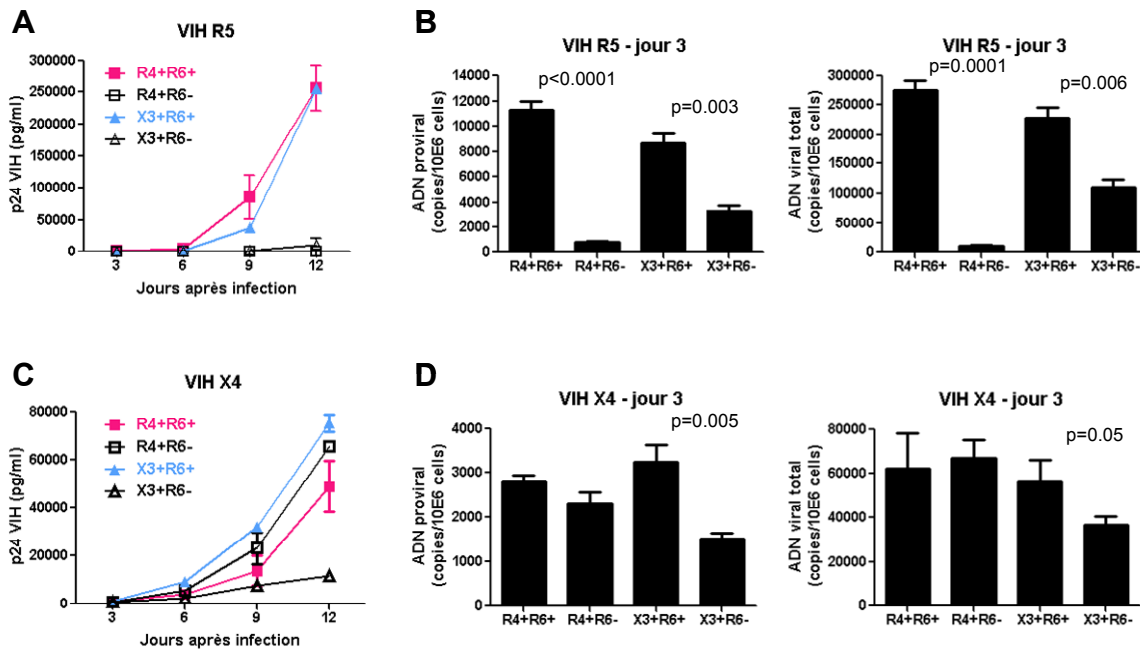 A
VIH R5
p24 VIH (pg/ml)
300000
250000
200000
150000
100000
50000
0
R4+R6+
R4+R6-
X3+R6+
X3+R6-
3 6 9 12
Jours après infection
B
VIH R5 - jour 3
ADN proviral
(copies/10E6 cells)
14000
12000
10000
8000
6000
4000
2000
0
p<0.0001
p=0.003
R4+R6+ R4+R6- X3+R6+ X3+R6-
VIH R5 - jour 3
ADN viral total
(copies/10E6 cells)
300000
250000
200000
150000
100000
50000
0
p=0.0001
p=0.006
R4+R6+ R4+R6- X3+R6+ X3+R6-
C
VIH X4
p24 VIH (pg/ml)
80000
60000
40000
20000
0
R4+R6+
R4+R6-
X3+R6+
X3+R6-
3 6 9 12
Jours après infection
D
VIH X4 - jour 3
ADN proviral
(copies/10E6 cells)
4000
3000
2000
1000
0
p=0.005
R4+R6+ R4+R6- X3+R6+ X3+R6-
VIH X4 - jour 3
ADN viral total
(copies/10E6 cells)
80000
60000
40000
20000
0
p=0.05
R4+R6+ R4+R6- X3+R6+ X3+R6-